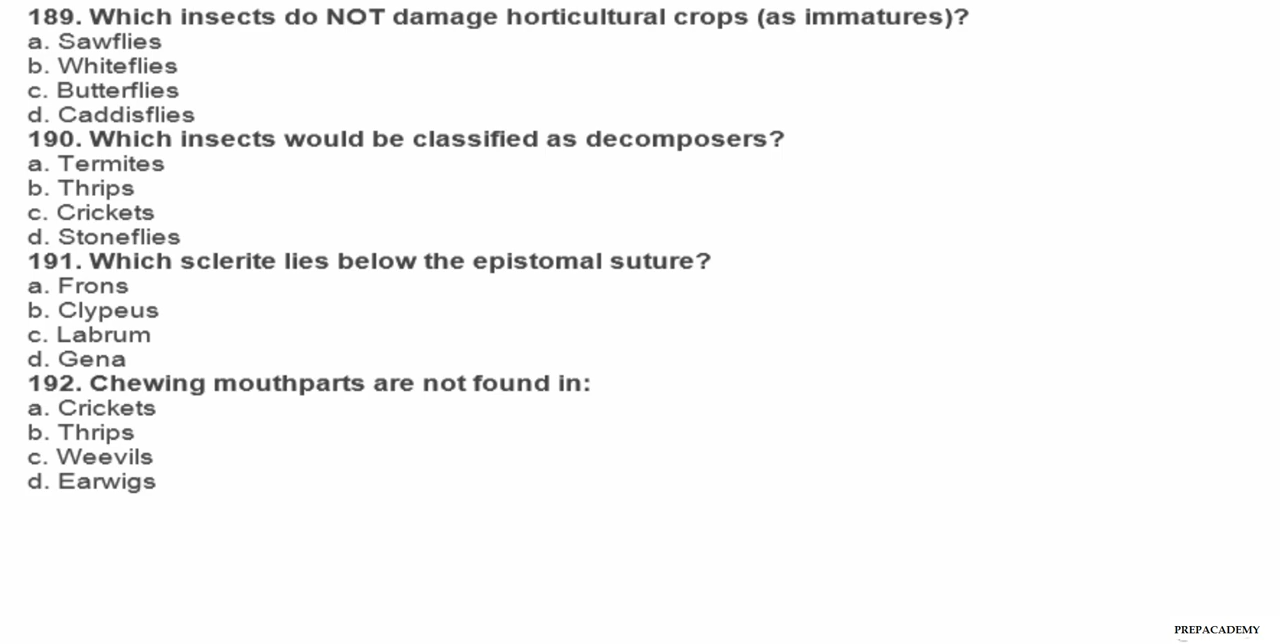 189. Which insects do NOT damage horticultural crops (as immatures)?
a. Sawflies
b. Whiteflies
c. Butterflies
d. Caddisflies
190. Which insects would be classified as decomposers?
a. Termites
b. Thrips
c. Crickets
d. Stoneflies
191. Which sclerite lies below the epistomal suture?
a. Frons
b. Clypeus
c. Labrum
d. Gena
192. Chewing mouthparts are not found in:
a. Crickets
b. Thrips
c. Weevils
d. Earwigs
PREPACADEMY